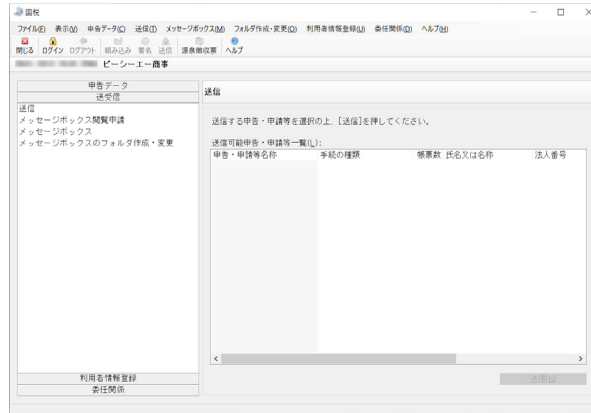 国税
ファイル(F) 表示(V) 申告データ(C) 送信(T) メッセージボックス(M) フォルダ作成・変更(O) 利用者情報登録(U) 委任関係(D) ヘルプ(H)
閉じる ログイン ログアウト 組み込み 署名 送信 源泉徴収票 ヘルプ
ピーシーエー商事
申告データ
送受信
送信
メッセージボックス閲覧申請
メッセージボックス
メッセージボックスのフォルダ作成・変更
利用者情報登録
委任関係
送信
送信する申告・申請等を選択の上、[送信]を押してください。
送信可能申告・申請等一覧(L):
申告・申請等名称 手続の種類 帳票数 氏名又は名称 法人番号
送信(S)